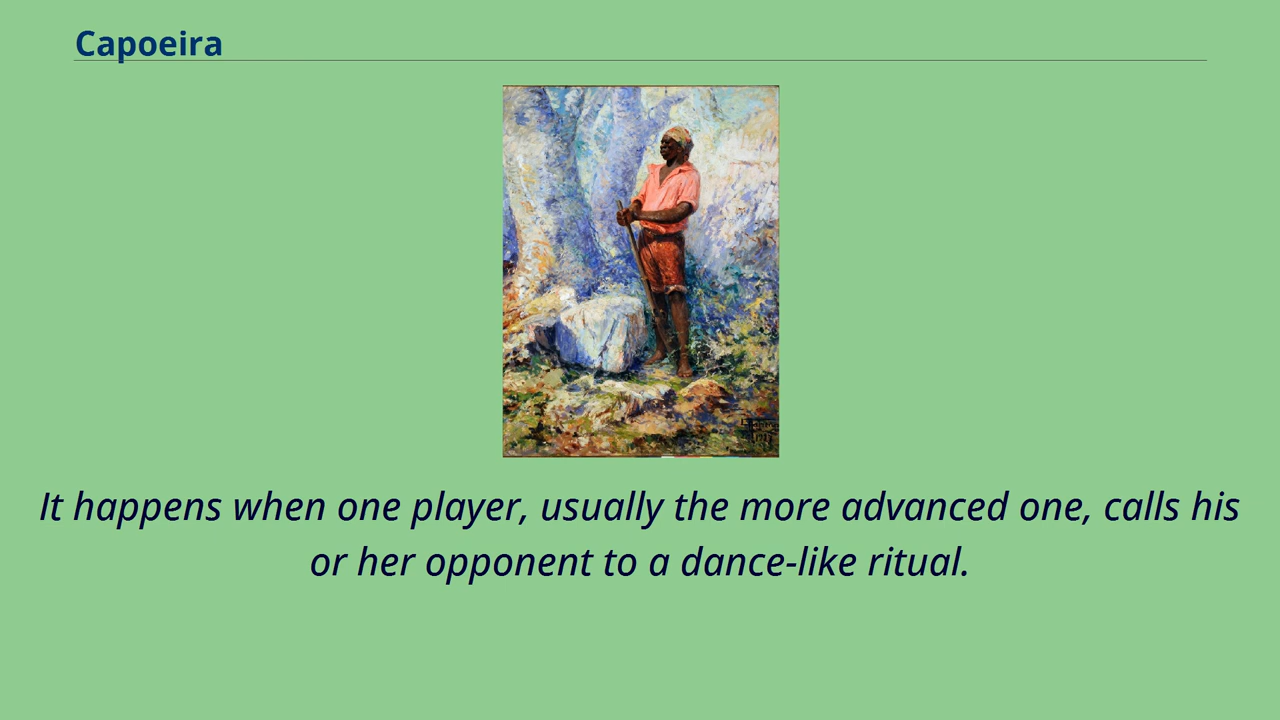 Capoeira
It happens when one player, usually the more advanced one, calls his
or her opponent to a dance-like ritual.